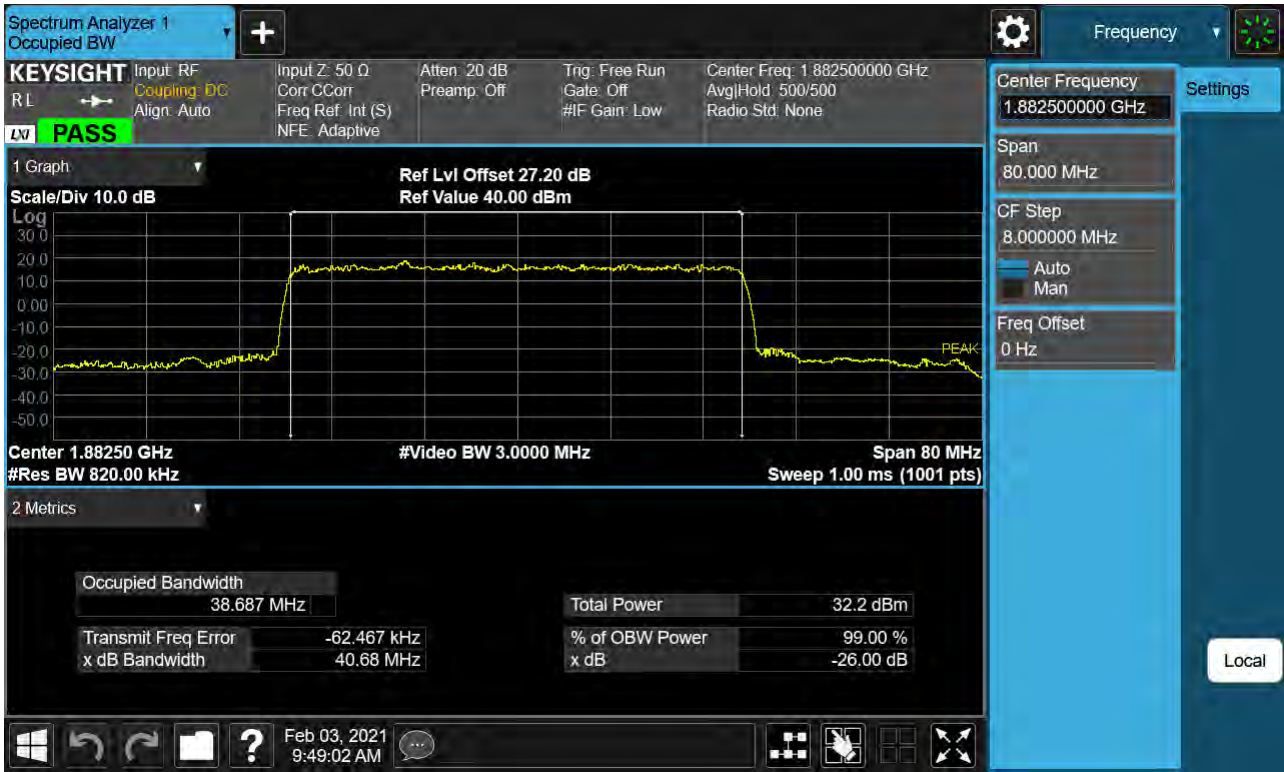 Spectrum Analyzer 1
Occupied BW
+
Frequency
KEYSIGHT
RL
LXI PASS
Input: RF
Coupling: DC
Align: Auto
Input Z: 50 Ω
Corr CCorr
Freq Ref: Int (S)
NFE: Adaptive
Atten: 20 dB
Preamp: Off
Trig: Free Run
Gate: Off
#IF Gain: Low
Center Freq: 1.882500000 GHz
Avg|Hold: 500/500
Radio Std: None
1 Graph
Scale/Div 10.0 dB
Ref Lvl Offset 27.20 dB
Ref Value 40.00 dBm
Log
30.0
20.0
10.0
0.00
-10.0
-20.0
-30.0
-40.0
-50.0
PEAK
Center 1.88250 GHz
#Video BW 3.0000 MHz
Span 80 MHz
#Res BW 820.00 kHz
Sweep 1.00 ms (1001 pts)
2 Metrics
Occupied Bandwidth
38.687 MHz
Transmit Freq Error -62.467 kHz
x dB Bandwidth 40.68 MHz
Total Power 32.2 dBm
% of OBW Power 99.00 %
x dB -26.00 dB
Center Frequency
1.882500000 GHz
Span
80.000 MHz
CF Step
8.000000 MHz
Auto
Man
Freq Offset
0 Hz
Settings
Local
?
Feb 03, 2021
9:49:02 AM